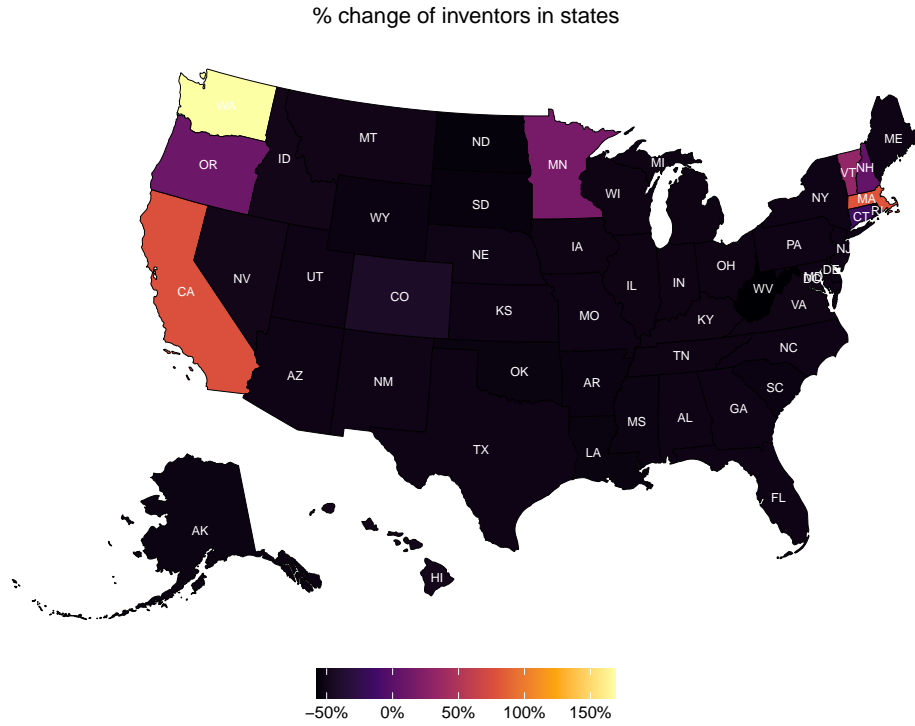 % change of inventors in states
WA
MT
ND
MN
ME
OR
ID
MI
VT
NH
WI
SD
WY
NY
MA
CT
RI
IA
NE
PA
NJ
OH
NV
UT
CO
IL
IN
DE
MD
DC
WV
CA
VA
KS
MO
KY
NC
TN
AZ
NM
OK
AR
SC
MS
AL
GA
TX
LA
FL
AK
HI
−50%
0%
50%
100%
150%